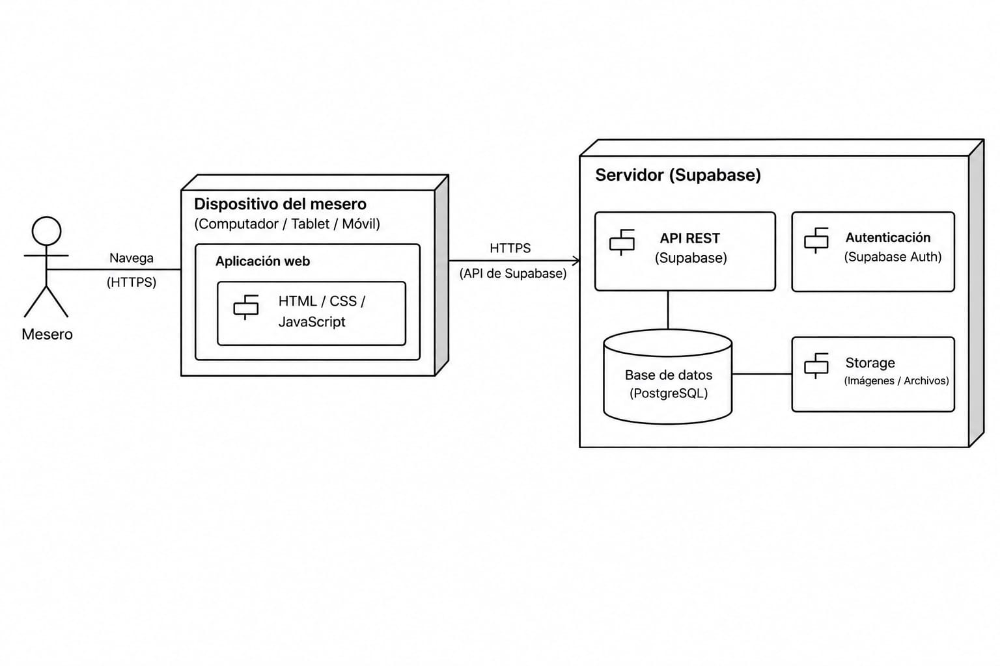 Mesero
Navega
(HTTPS)
Dispositivo del mesero
(Computador / Tablet / Móvil)
Aplicación web
HTML / CSS /
JavaScript
HTTPS
(API de Supabase)
Servidor (Supabase)
API REST
(Supabase)
Autenticación
(Supabase Auth)
Base de datos
(PostgreSQL)
Storage
(Imágenes / Archivos)